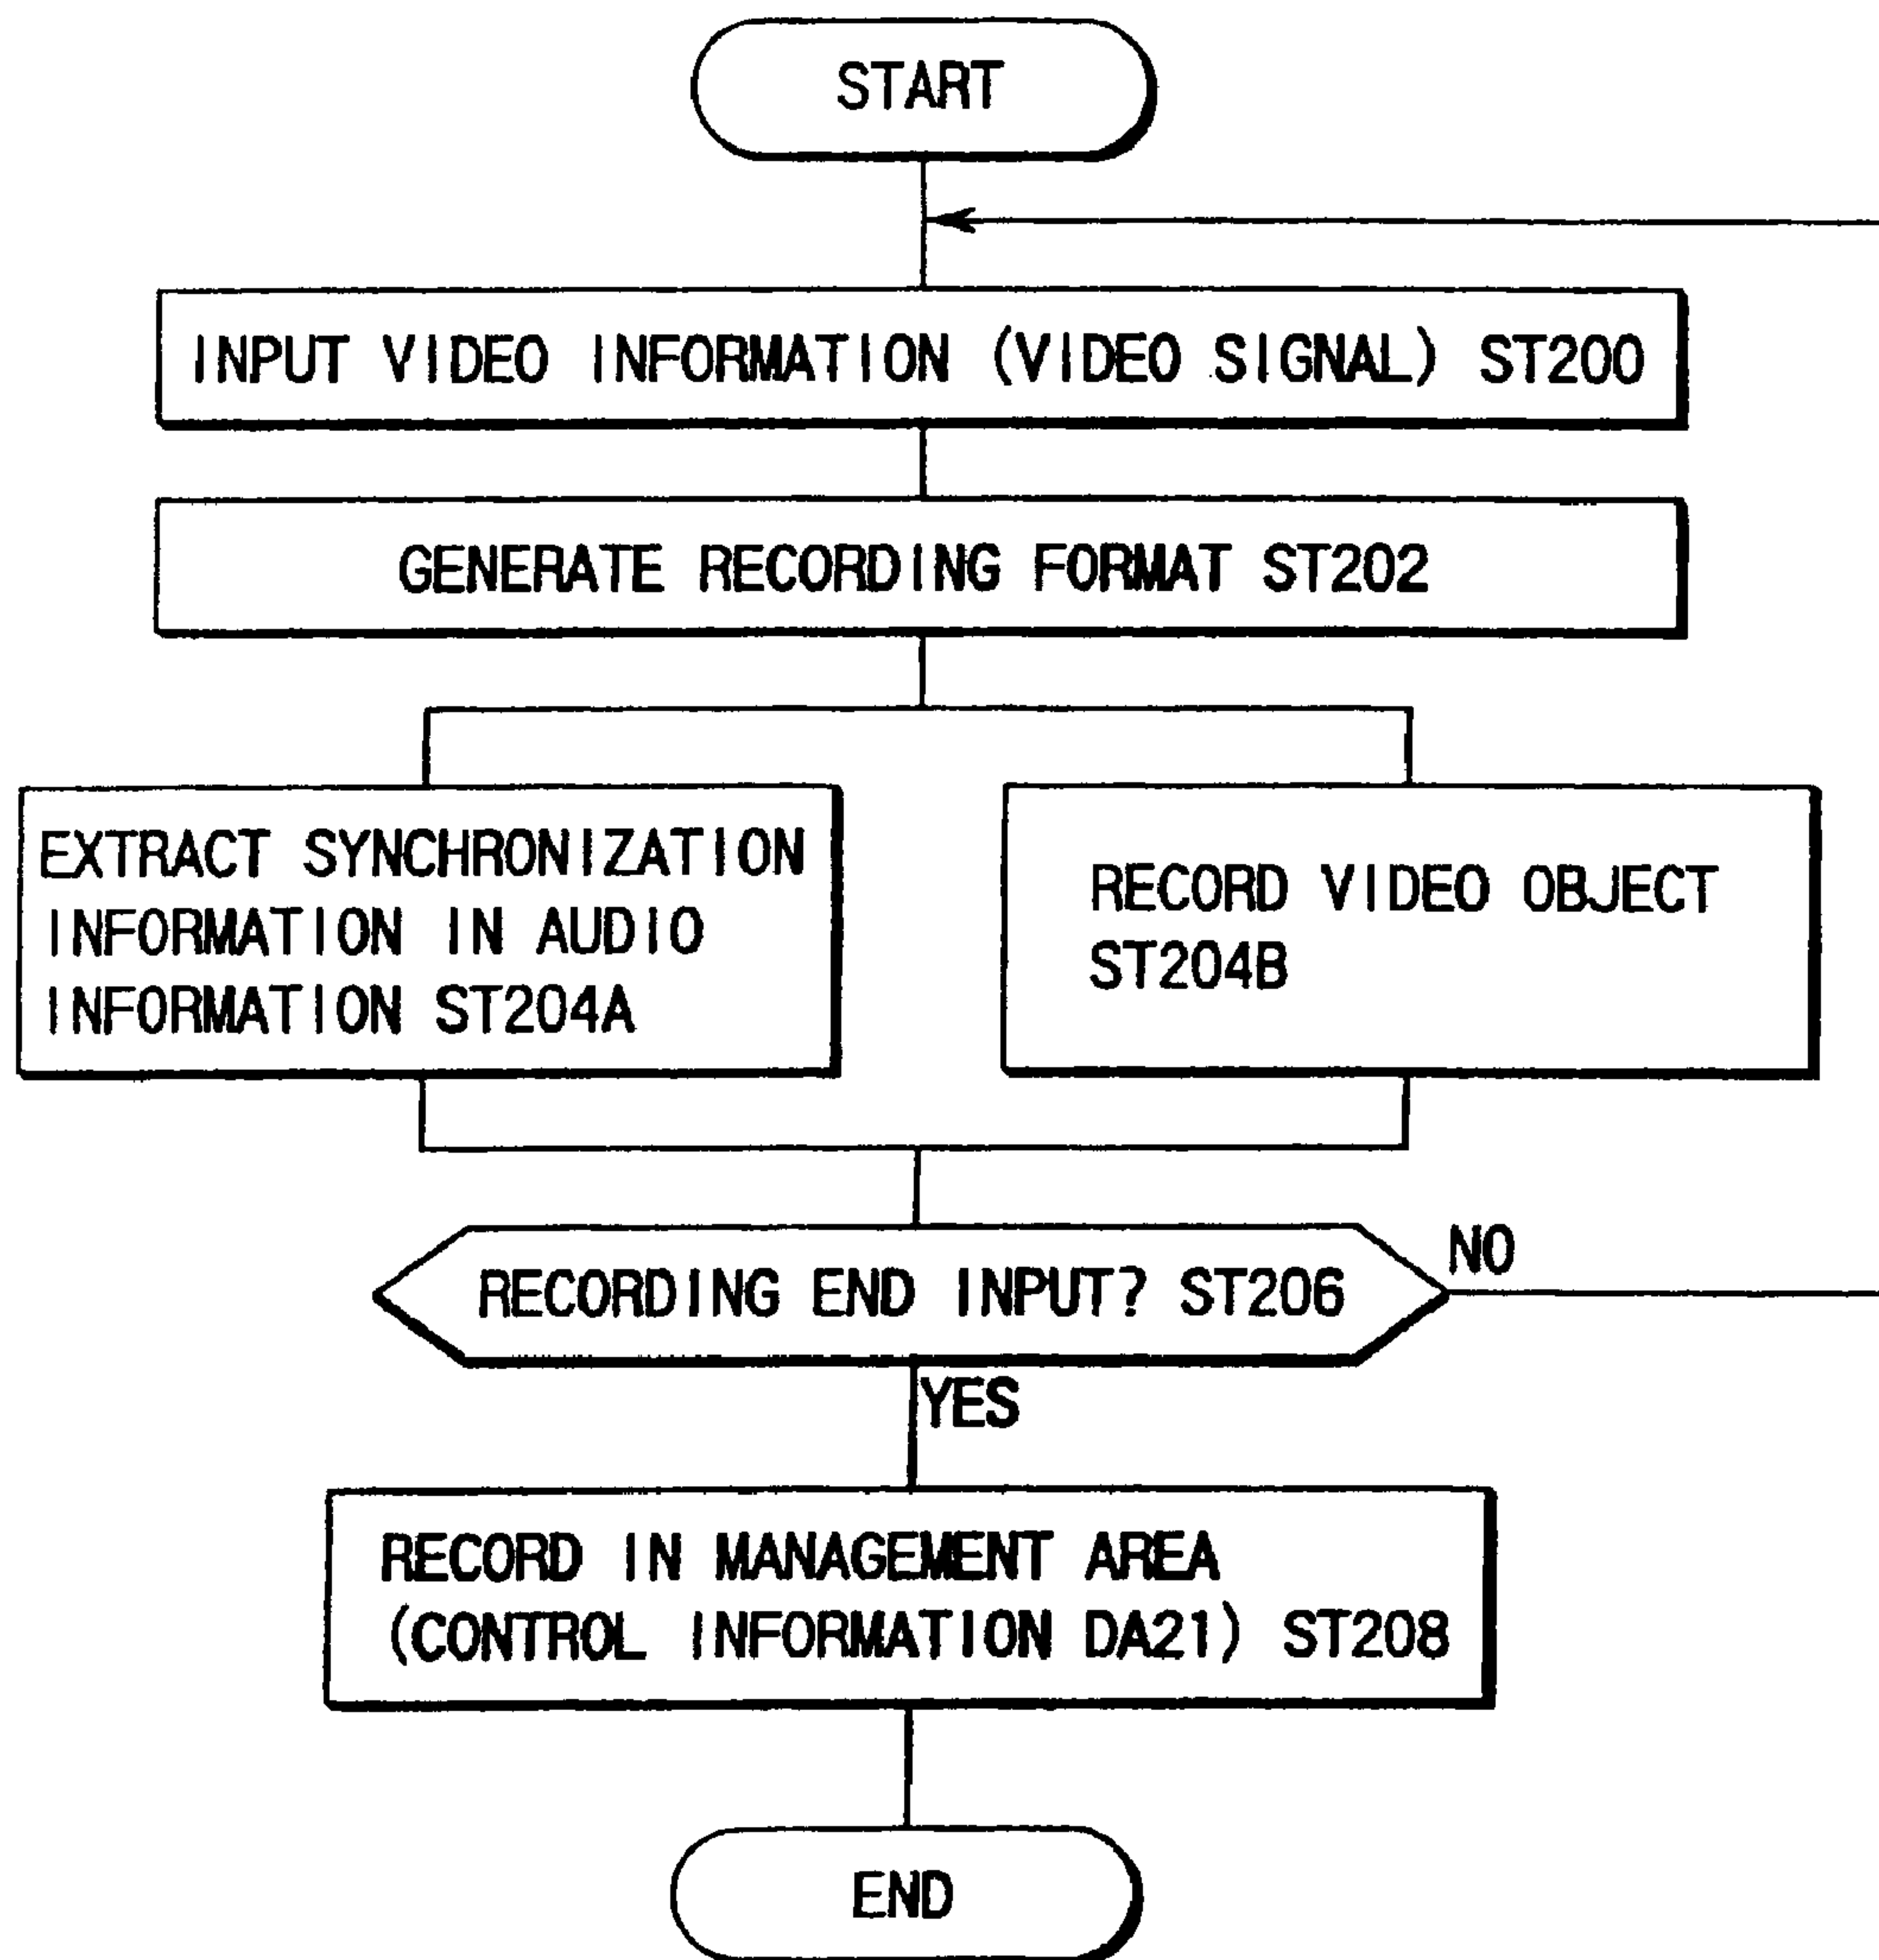 START
INPUT VIDEO INFORMATION (VIDEO SIGNAL) ST200
GENERATE RECORDING FORMAT ST202
EXTRACT SYNCHRONIZATION
INFORMATION IN AUDIO
INFORMATION ST204A
RECORD VIDEO OBJECT
ST204B
RECORDING END INPUT? ST206
NO
YES
RECORD IN MANAGEMENT AREA
(CONTROL INFORMATION DA21) ST208
END